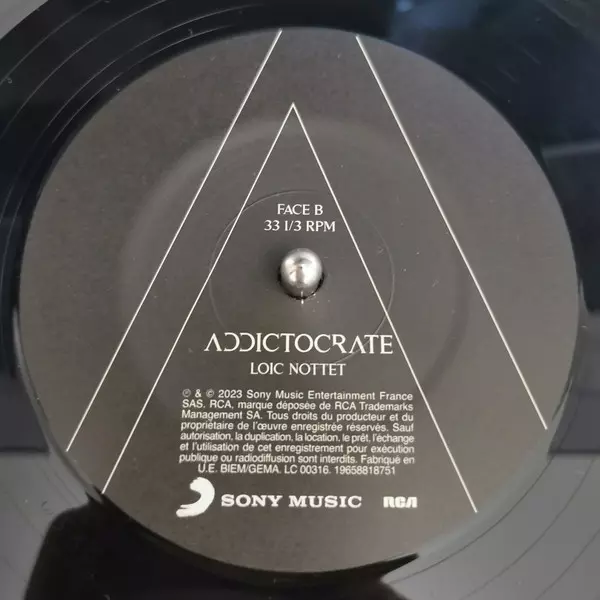 FACE B
33 1/3 RPM
ADDICTOCRATE
LOIC NOTTET
℗ & © 2023 Sony Music Entertainment France
SAS. RCA, marque déposée de RCA Trademarks
Management SA. Tous droits du producteur et du
propriétaire de l'œuvre enregistrée réservés. Sauf
autorisation, la duplication, la location, le prêt, l'échange
et l'utilisation de cet enregistrement pour exécution
publique ou radiodiffusion sont interdits. Fabriqué en
U.E. BIEM/GEMA. LC 00316. 19658818751
SONY MUSIC RCA